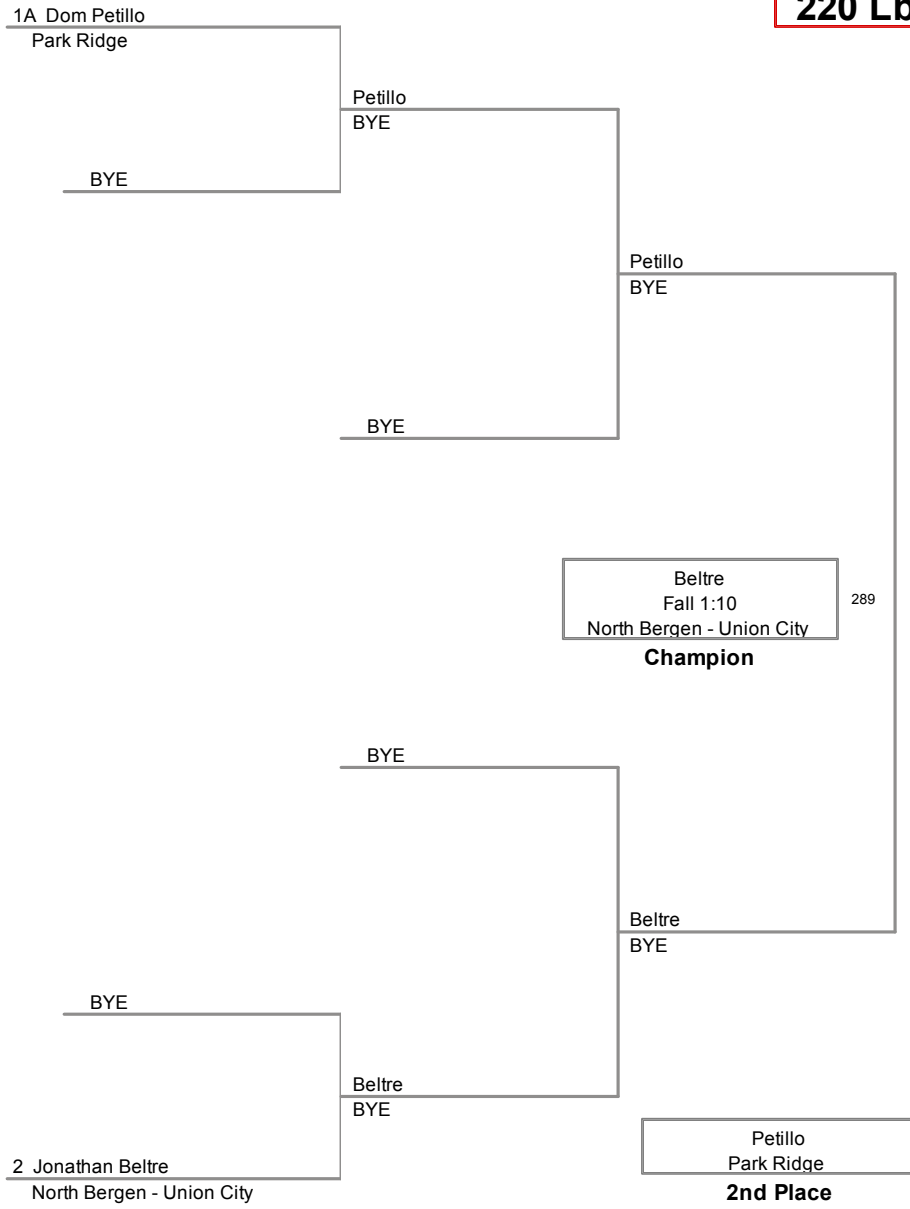 1A Dom Petillo
220 Lb
Park Ridge
Petillo
BYE
BYE
Petillo
BYE
BYE
Beltre
Fall 1:10
289
North Bergen - Union City
Champion
BYE
Beltre
BYE
BYE
Beltre
BYE
Petillo
2 Jonathan Beltre
Park Ridge
North Bergen - Union City
2nd Place